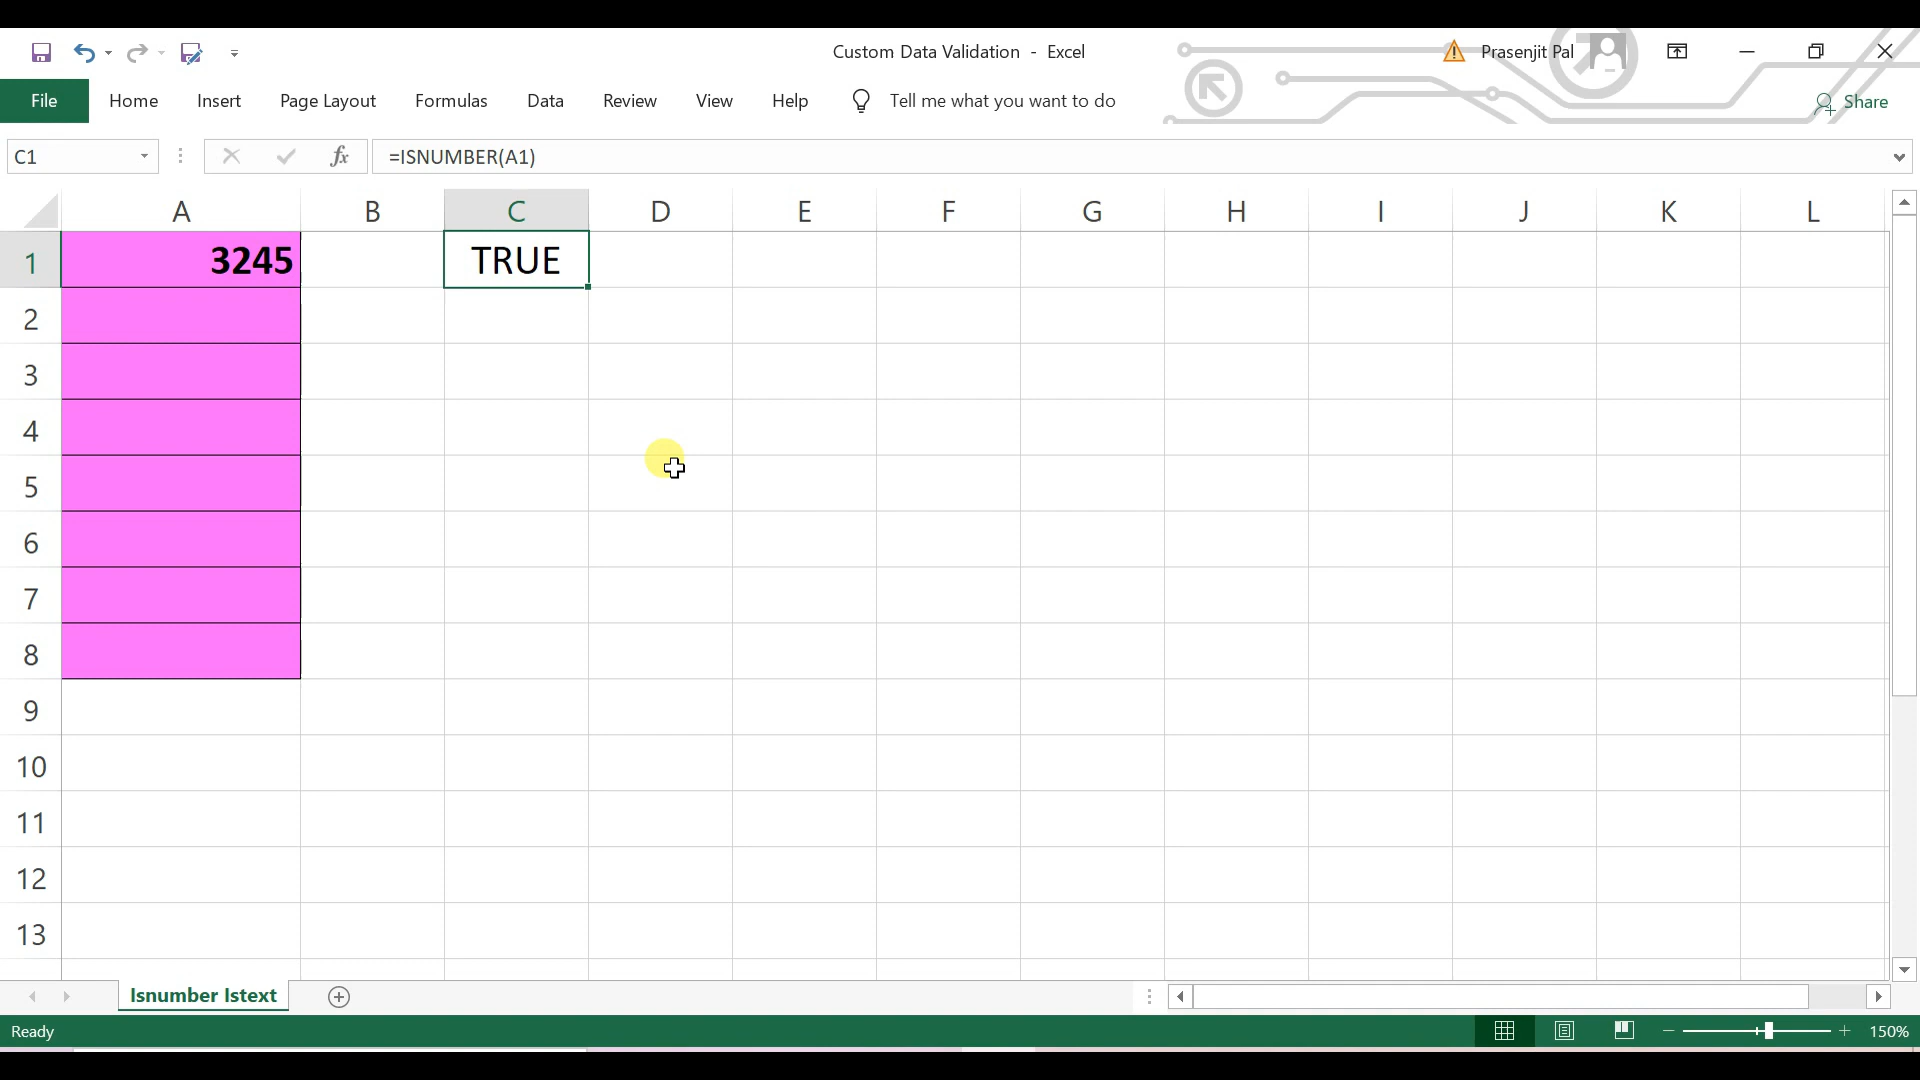 Custom Data Validation - Excel
Prasenjit Pal
File Home Insert Page Layout Formulas Data Review View Help Tell me what you want to do Share
C1 fx =ISNUMBER(A1)
A B C D E F G H I J K L
1 3245 TRUE
2
3
4
5
6
7
8
9
10
11
12
13
Isnumber Istext
Ready 150%